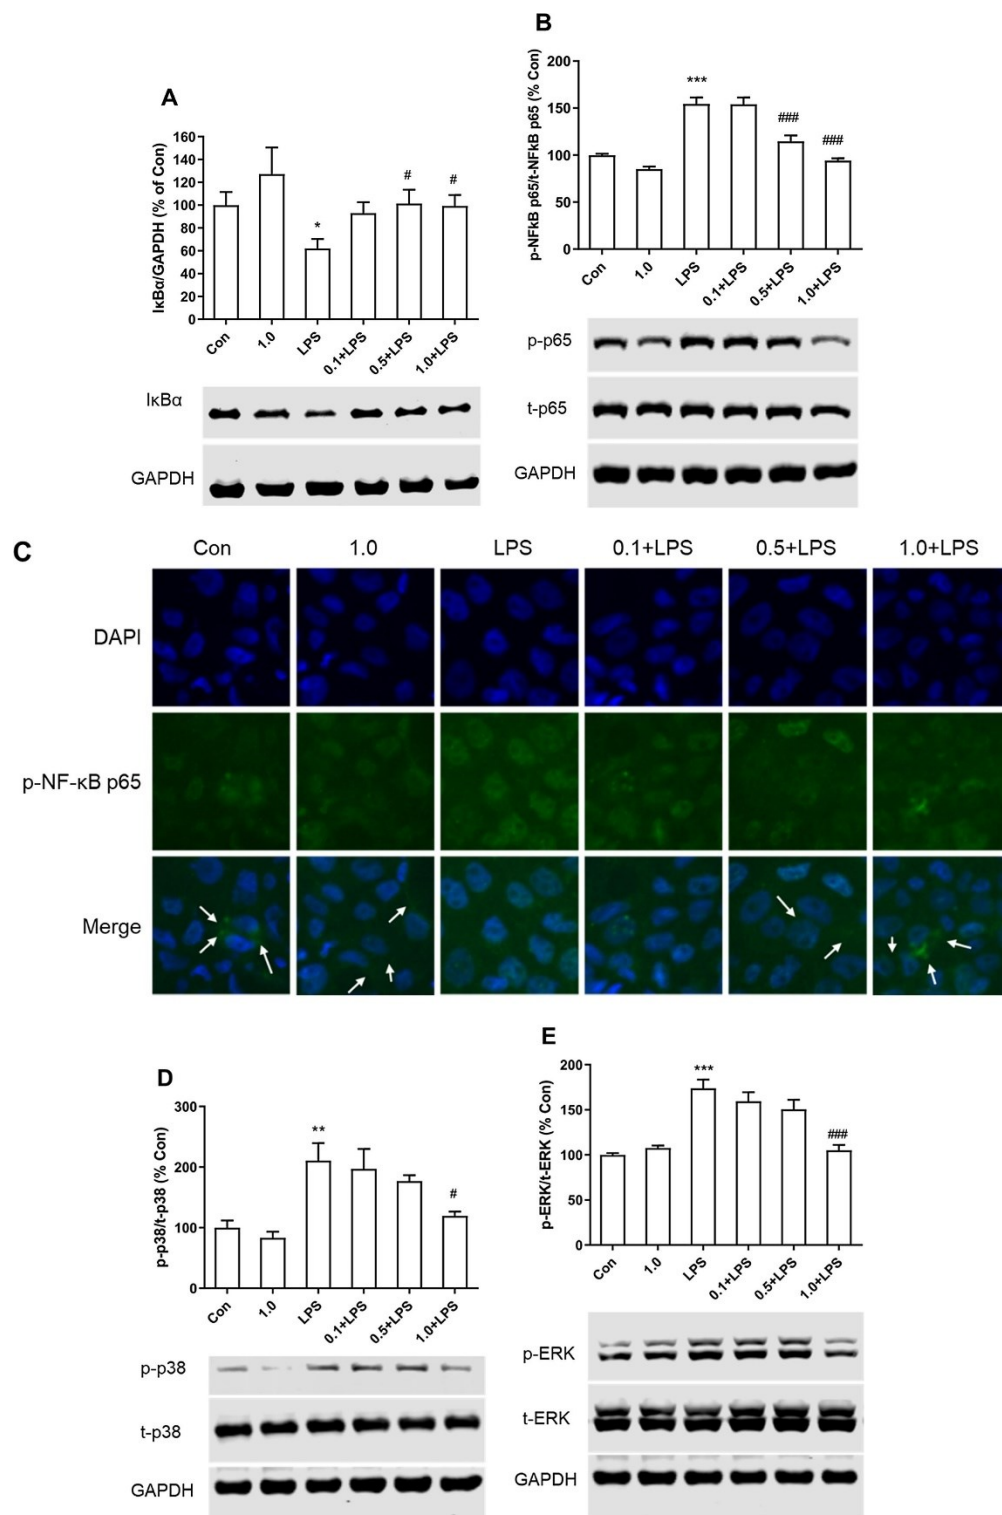 A
IκBα/GAPDH (% of Con)
160
140
120
100
80
60
40
20
0
*
#
#
Con
1.0
LPS
0.1+LPS
0.5+LPS
1.0+LPS
IκBα
GAPDH
B
p-NFkB p65/t-NFkB p65 (% Con)
200
150
100
50
0
***
###
###
Con
1.0
LPS
0.1+LPS
0.5+LPS
1.0+LPS
p-p65
t-p65
GAPDH
C
Con 1.0 LPS 0.1+LPS 0.5+LPS 1.0+LPS
DAPI
p-NF-κB p65
Merge
D
p-p38/t-p38 (% Con)
300
200
100
0
**
#
Con
1.0
LPS
0.1+LPS
0.5+LPS
1.0+LPS
p-p38
t-p38
GAPDH
E
p-ERK/t-ERK (% Con)
200
150
100
50
0
***
###
Con
1.0
LPS
0.1+LPS
0.5+LPS
1.0+LPS
p-ERK
t-ERK
GAPDH